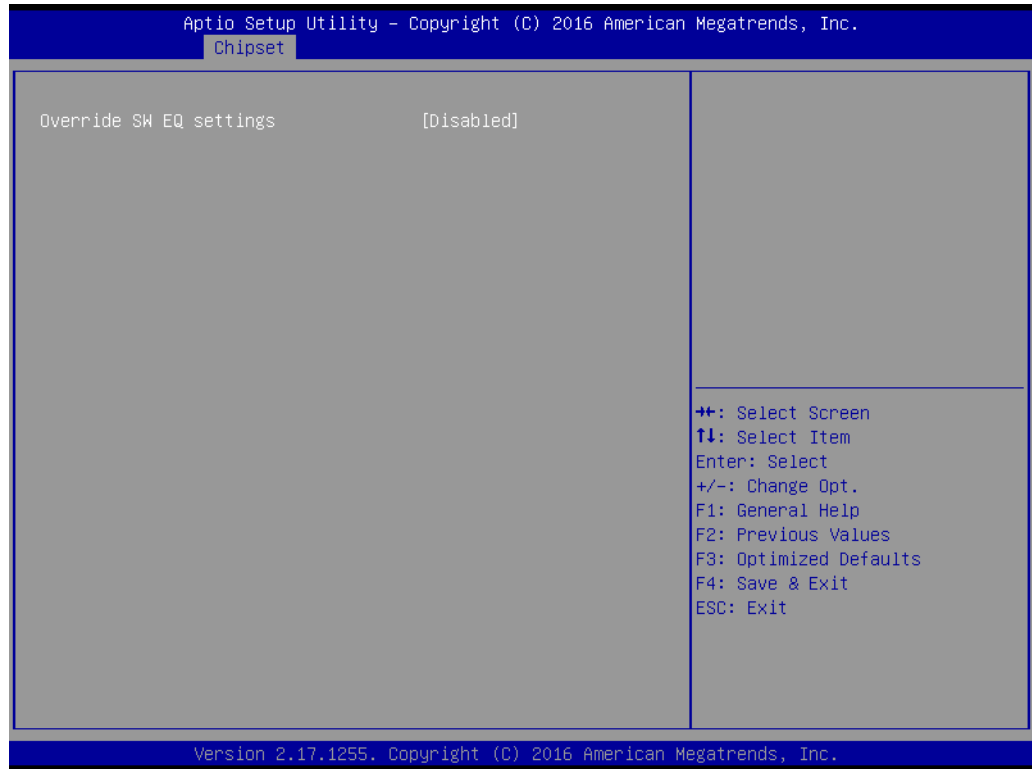 Aptio Setup Utility – Copyright (C) 2016 American Megatrends, Inc.
Chipset
Override SW EQ settings [Disabled]
→←: Select Screen
↑↓: Select Item
Enter: Select
+/-: Change Opt.
F1: General Help
F2: Previous Values
F3: Optimized Defaults
F4: Save & Exit
ESC: Exit
Version 2.17.1255. Copyright (C) 2016 American Megatrends, Inc.